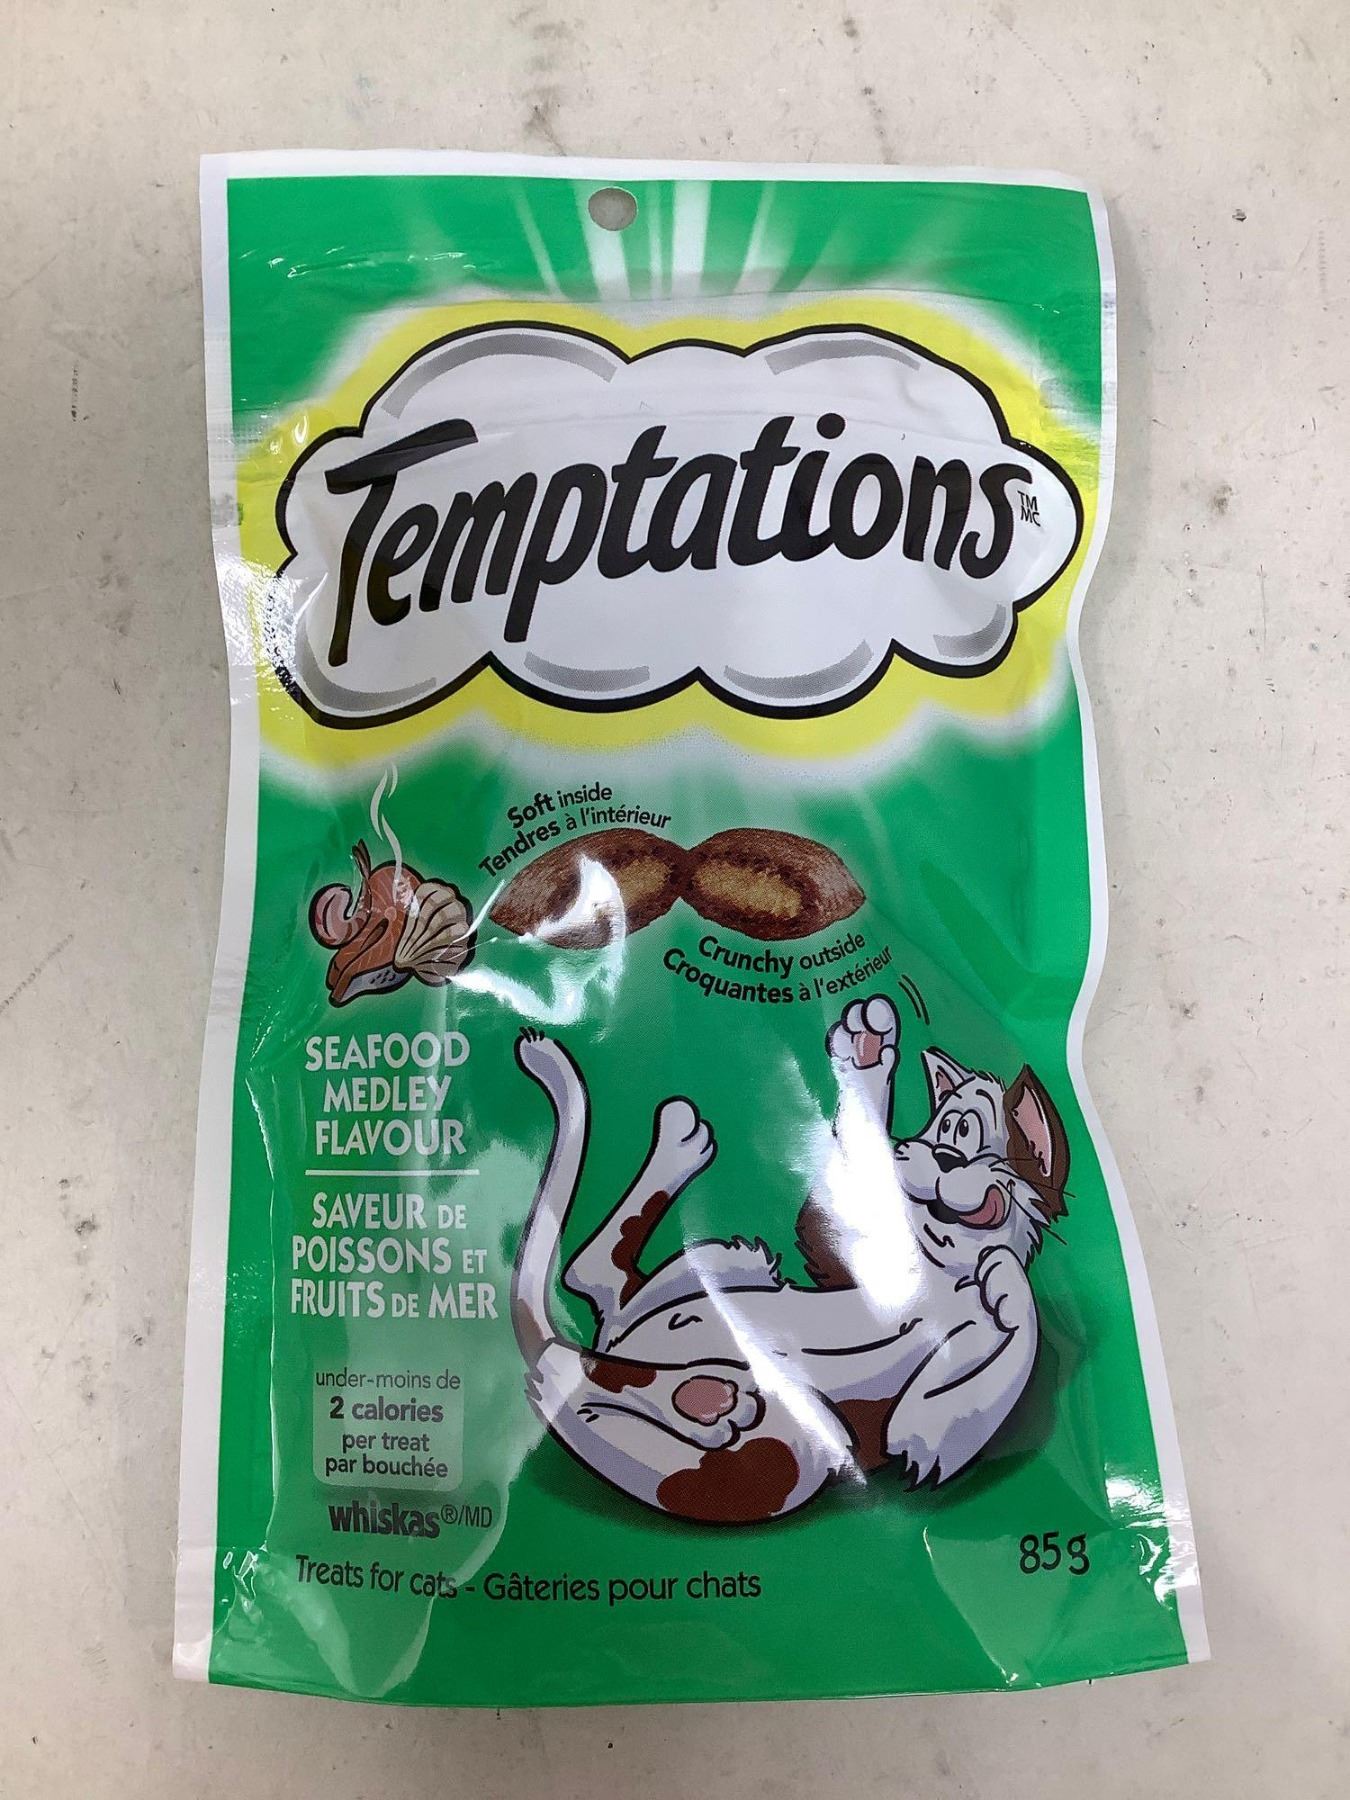 Temptations TM MC
Soft inside
Tendres à l'intérieur
Crunchy outside
Croquantes à l'extérieur
SEAFOOD
MEDLEY
FLAVOUR
SAVEUR DE
POISSONS ET
FRUITS DE MER
under-moins de
2 calories
per treat
par bouchée
whiskas®/MD
Treats for cats - Gâteries pour chats
85g